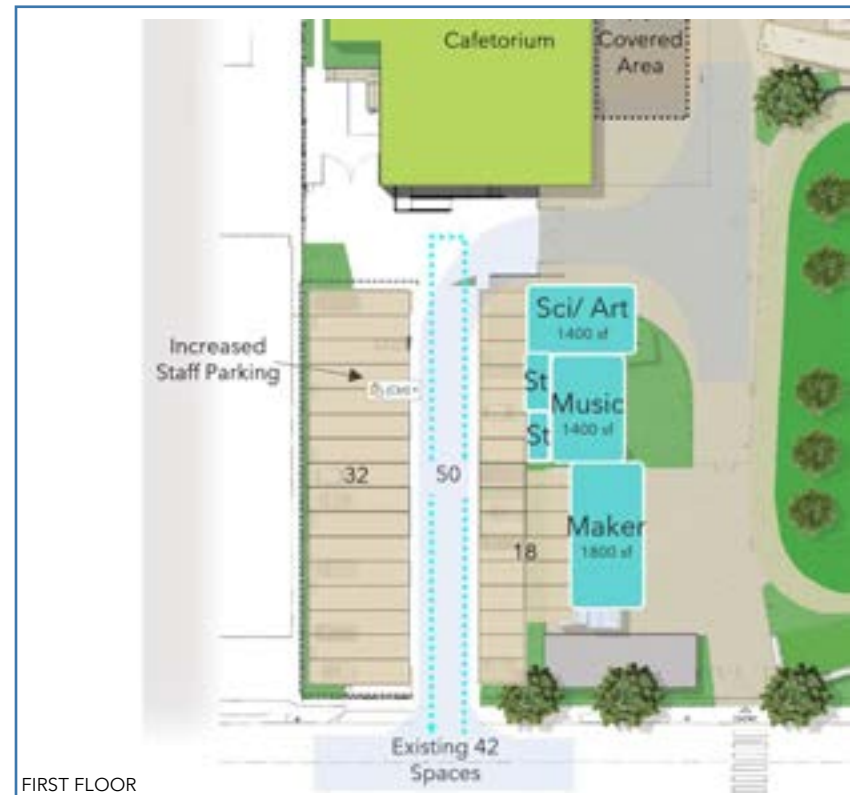 Cafetorium
Covered
Area
Sci/ Art
1400 sf
Increased
Staff Parking
St
Music
1400 sf
St
32
50
Maker
1800 sf
18
Existing 42
Spaces
FIRST FLOOR